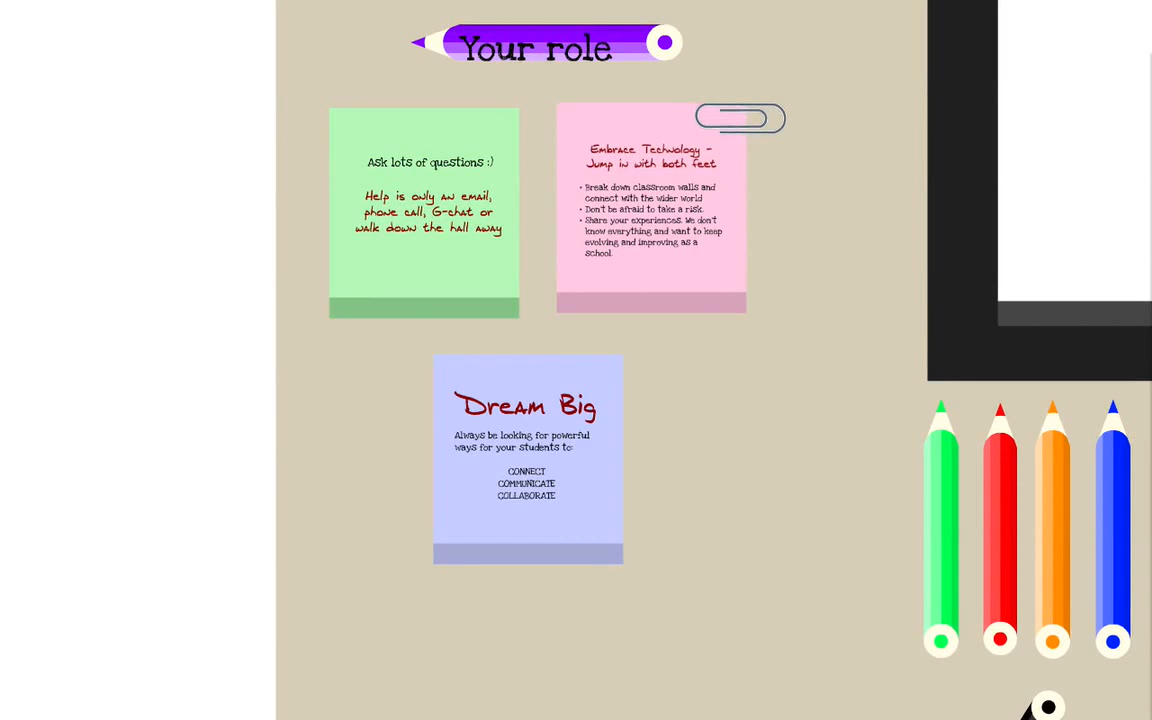 Your role
Ask lots of questions :)
Help is only an email,
phone call, G-chat or
walk down the hall away
Embrace Technology -
Jump in with both feet
• Break down classroom walls and
connect with the wider world
• Don't be afraid to take a risk.
• Share your experiences. We don't
know everything and want to keep
evolving and improving as a
school.
Dream Big
Always be looking for powerful
ways for your students to:
CONNECT
COMMUNICATE
COLLABORATE